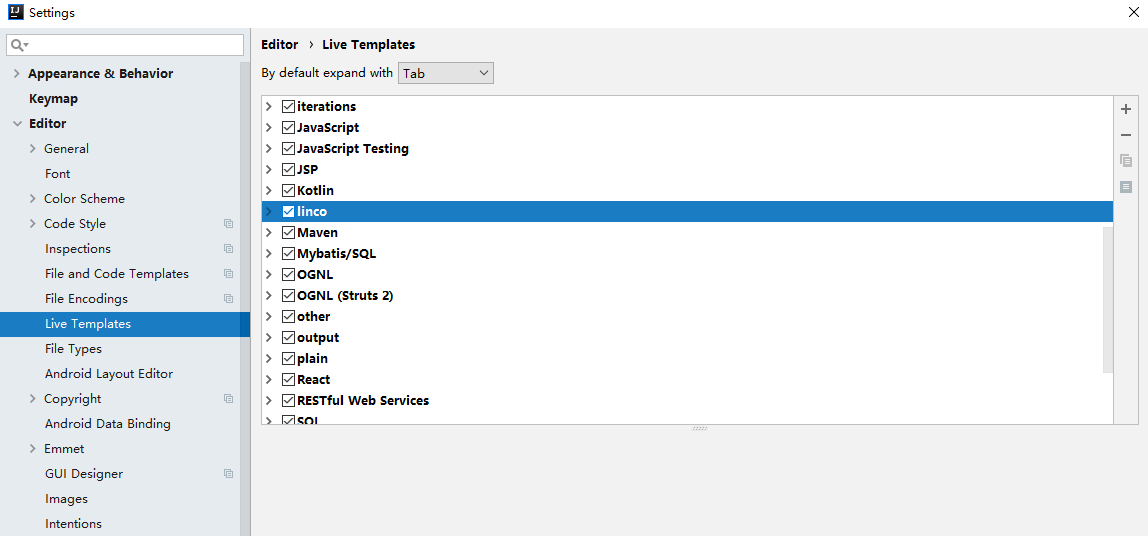 IJ Settings
Appearance & Behavior
Keymap
Editor
General
Font
Color Scheme
Code Style
Inspections
File and Code Templates
File Encodings
Live Templates
File Types
Android Layout Editor
Copyright
Android Data Binding
Emmet
GUI Designer
Images
Intentions
Editor › Live Templates
By default expand with Tab
iterations
JavaScript
JavaScript Testing
JSP
Kotlin
linco
Maven
Mybatis/SQL
OGNL
OGNL (Struts 2)
other
output
plain
React
RESTful Web Services
SQL